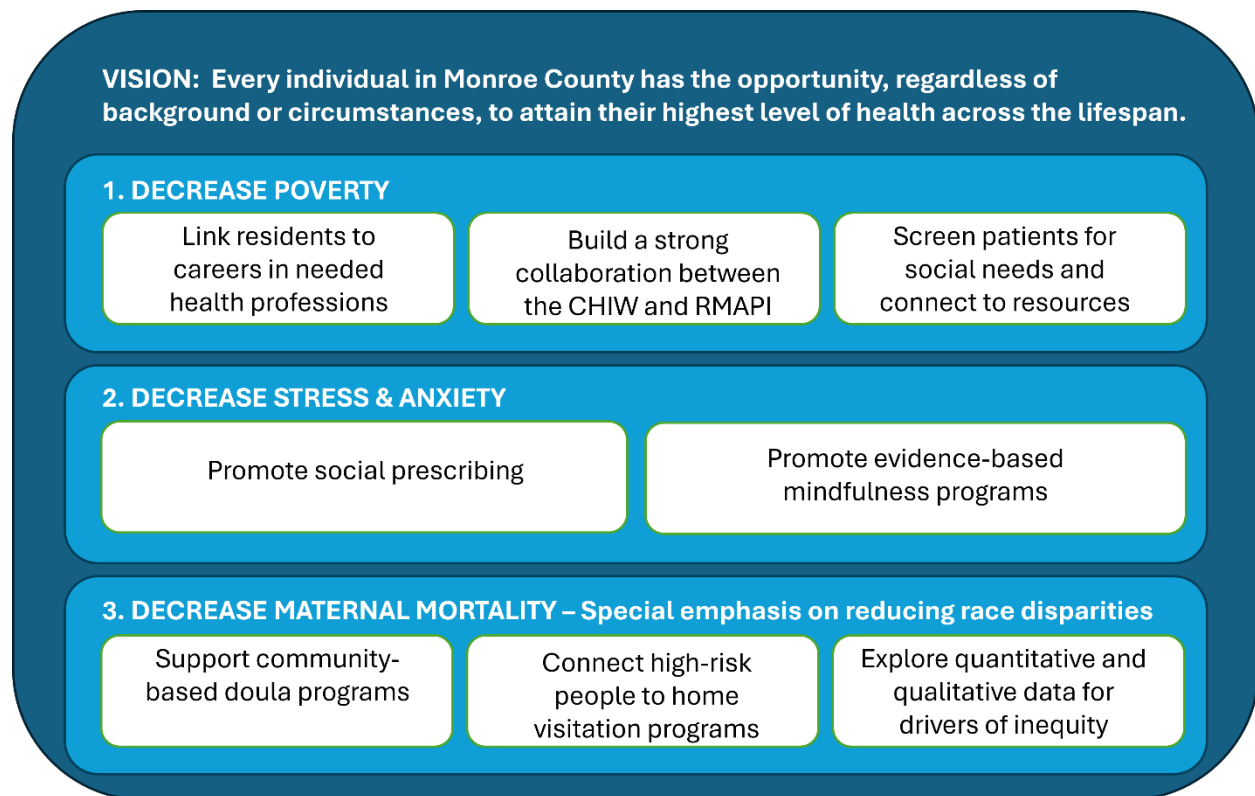 VISION: Every individual in Monroe County has the opportunity, regardless of
background or circumstances, to attain their highest level of health across the lifespan.
1. DECREASE POVERTY
Link residents to
careers in needed
health professions
Build a strong
collaboration between
the CHIW and RMAPI
Screen patients for
social needs and
connect to resources
2. DECREASE STRESS & ANXIETY
Promote social prescribing
Promote evidence-based
mindfulness programs
3. DECREASE MATERNAL MORTALITY – Special emphasis on reducing race disparities
Support community-
based doula programs
Connect high-risk
people to home
visitation programs
Explore quantitative and
qualitative data for
drivers of inequity